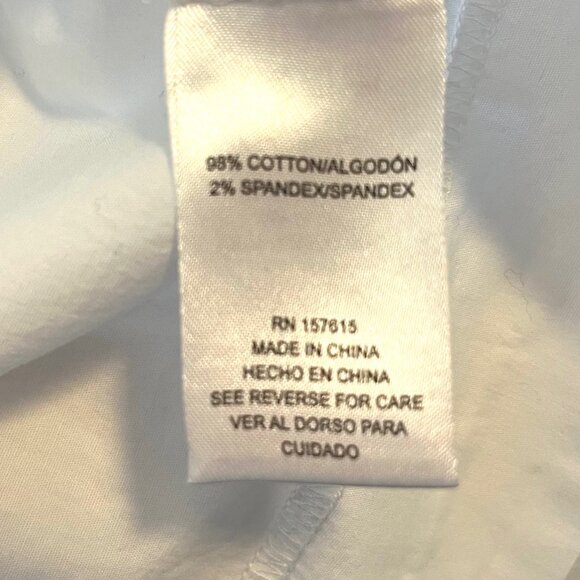 98% COTTON/ALGODÓN
2% SPANDEX/SPANDEX
RN 157615
MADE IN CHINA
HECHO EN CHINA
SEE REVERSE FOR CARE
VER AL DORSO PARA
CUIDADO